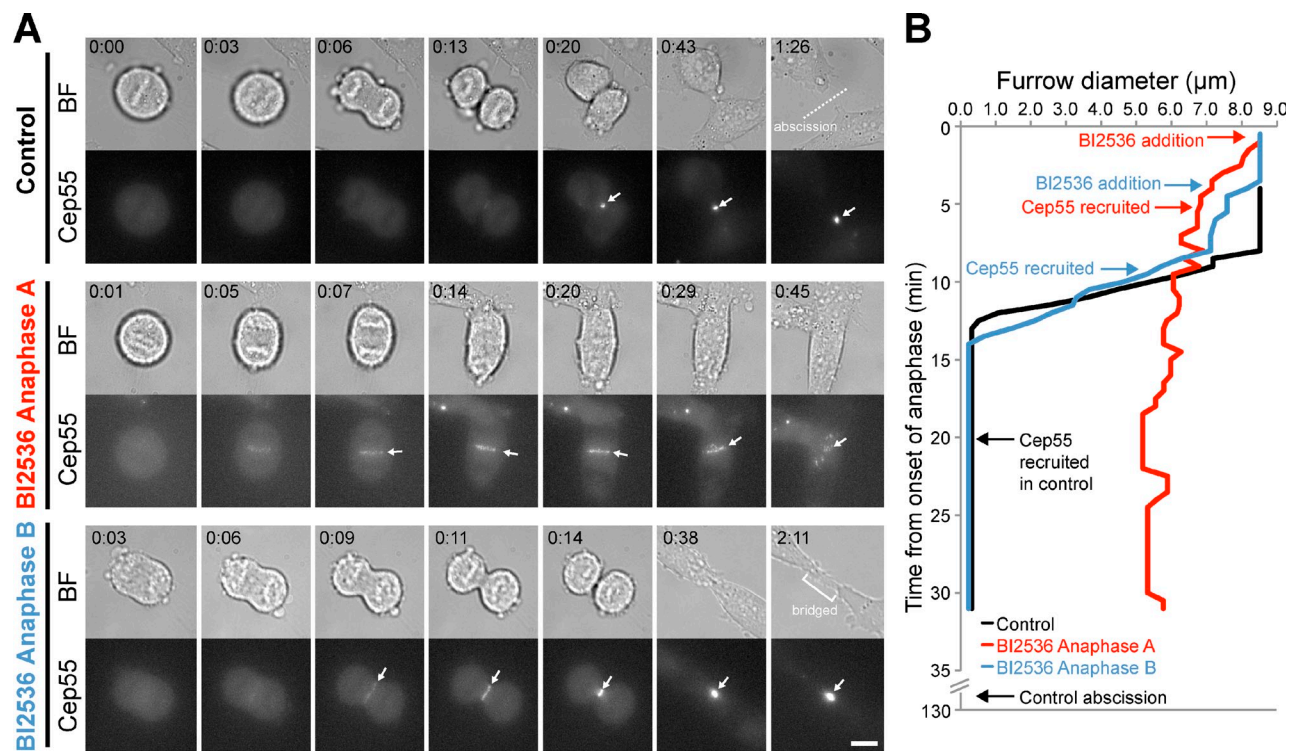 A
Control
BF
0:00 0:03 0:06 0:13 0:20 0:43 1:26
abscission
Cep55
BI2536 Anaphase A
BF
0:01 0:05 0:07 0:14 0:20 0:29 0:45
Cep55
BI2536 Anaphase B
BF
0:03 0:06 0:09 0:11 0:14 0:38 2:11
bridged
Cep55
B
Furrow diameter (µm)
0.0 1.0 2.0 3.0 4.0 5.0 6.0 7.0 8.0 9.0
Time from onset of anaphase (min)
0
5
10
15
20
25
30
35
130
BI2536 addition
BI2536 addition
Cep55 recruited
Cep55 recruited
Cep55
recruited
in control
Control
BI2536 Anaphase A
BI2536 Anaphase B
Control abscission